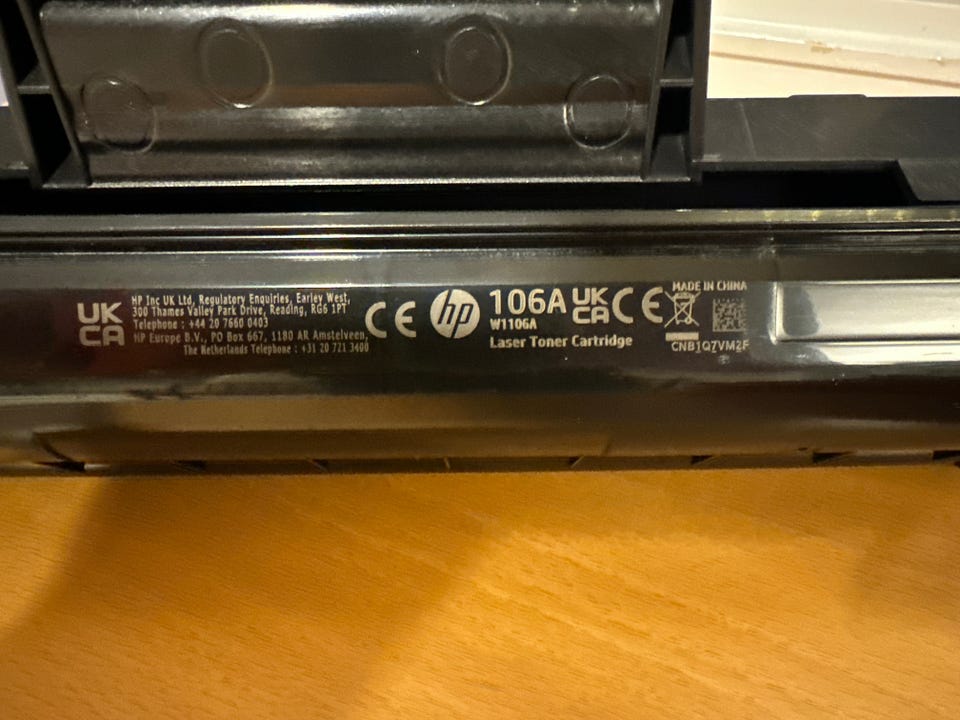 UK
CA
HP Inc UK Ltd, Regulatory Enquiries, Earley West,
300 Thames Valley Park Drive, Reading, RG6 1PT
Telephone : +44 20 7660 0403
HP Europe B.V., PO Box 667, 1180 AR Amstelveen,
The Netherlands Telephone : +31 20 721 3400
CE
hp
106A
W1106A
Laser Toner Cartridge
UK
CA
CE
MADE IN CHINA
CNB1Q7VM2F